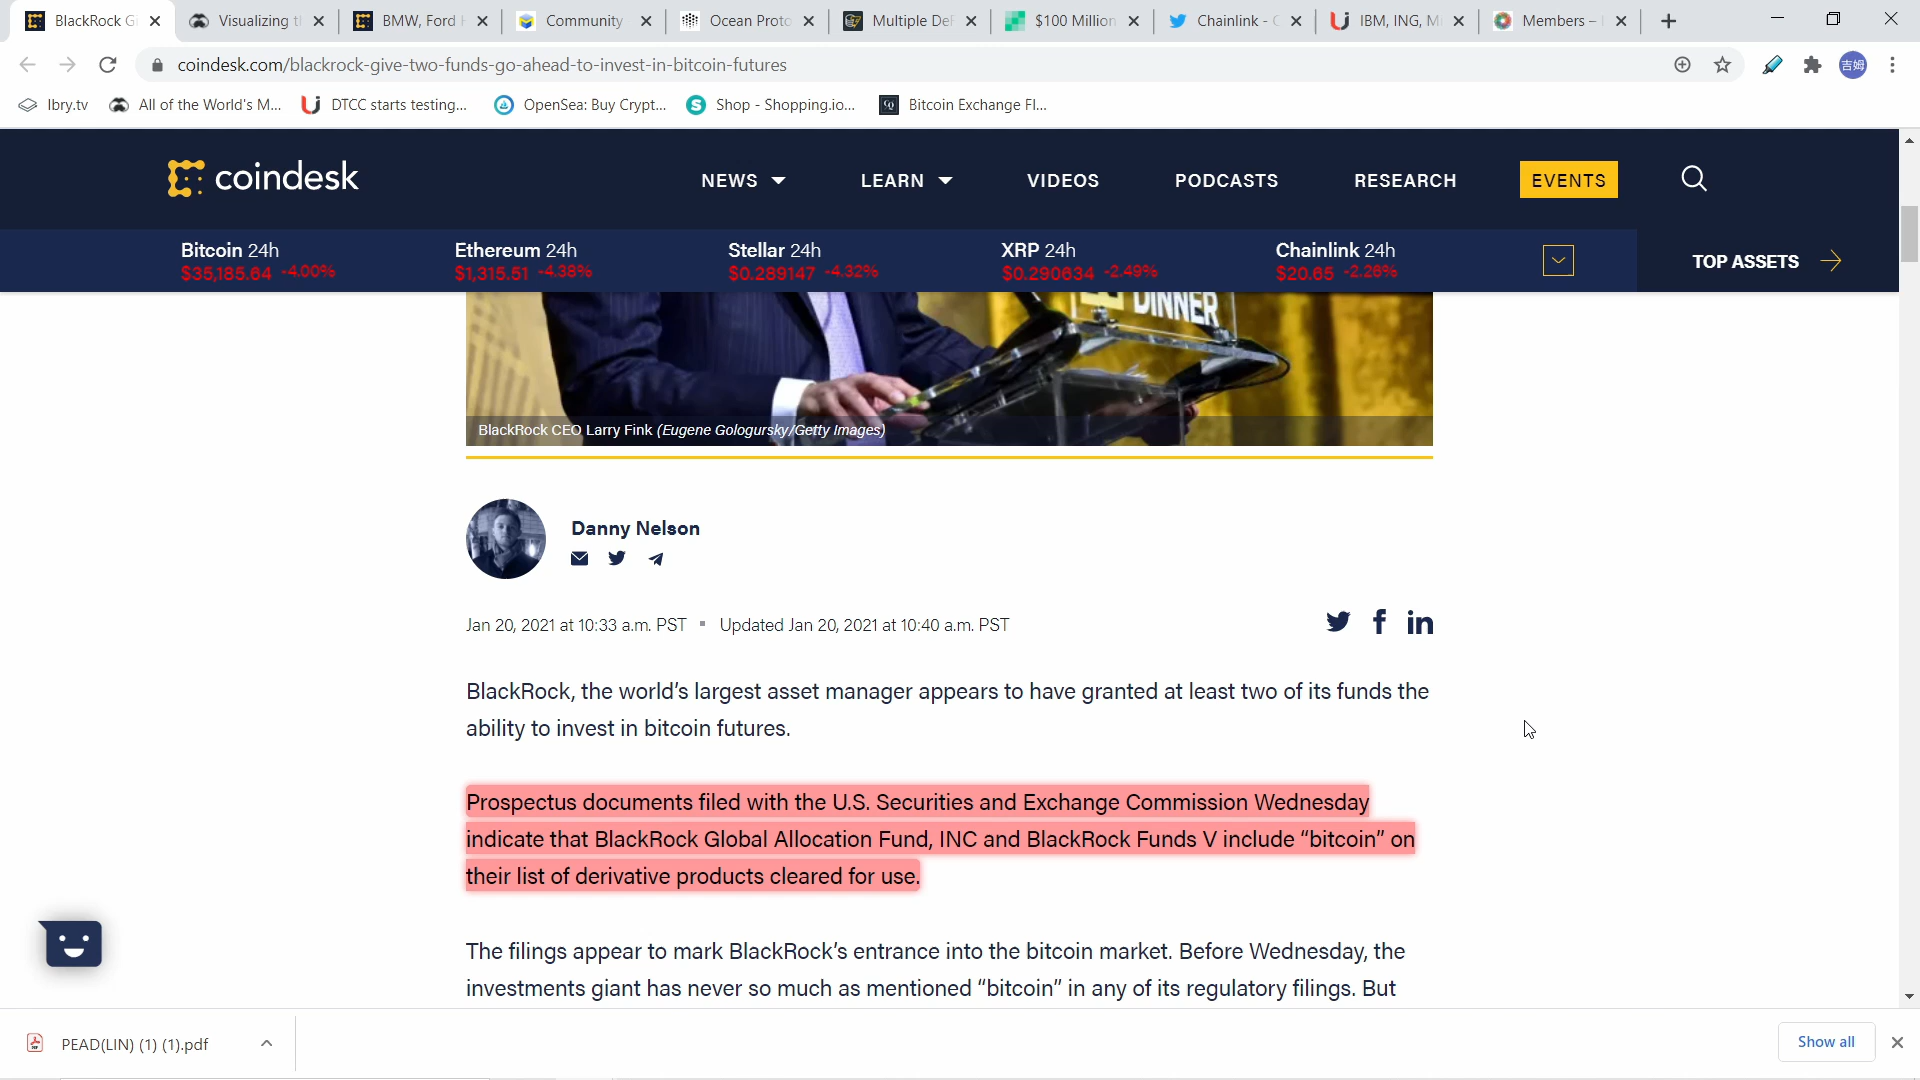 BlackRock Gi
Visualizing t
BMW, Ford
Community
Ocean Proto
Multiple DeF
$100 Million
Chainlink - C
IBM, ING, M
Members –
coindesk.com/blackrock-give-two-funds-go-ahead-to-invest-in-bitcoin-futures
吉姆
lbry.tv
All of the World's M...
DTCC starts testing...
OpenSea: Buy Crypt...
Shop - Shopping.io...
Bitcoin Exchange Fl...
coindesk
NEWS
LEARN
VIDEOS
PODCASTS
RESEARCH
EVENTS
Bitcoin 24h
$35,185.64 -4.00%
Ethereum 24h
$1,315.51 -4.38%
Stellar 24h
$0.289147 -4.32%
XRP 24h
$0.290634 -2.49%
Chainlink 24h
$20.65 -2.26%
TOP ASSETS
DINNER
BlackRock CEO Larry Fink (Eugene Gologursky/Getty Images)
Danny Nelson
Jan 20, 2021 at 10:33 a.m. PST ▪ Updated Jan 20, 2021 at 10:40 a.m. PST
BlackRock, the world's largest asset manager appears to have granted at least two of its funds the
ability to invest in bitcoin futures.
Prospectus documents filed with the U.S. Securities and Exchange Commission Wednesday
indicate that BlackRock Global Allocation Fund, INC and BlackRock Funds V include “bitcoin” on
their list of derivative products cleared for use.
The filings appear to mark BlackRock's entrance into the bitcoin market. Before Wednesday, the
investments giant has never so much as mentioned “bitcoin” in any of its regulatory filings. But
PEAD(LIN) (1) (1).pdf
Show all